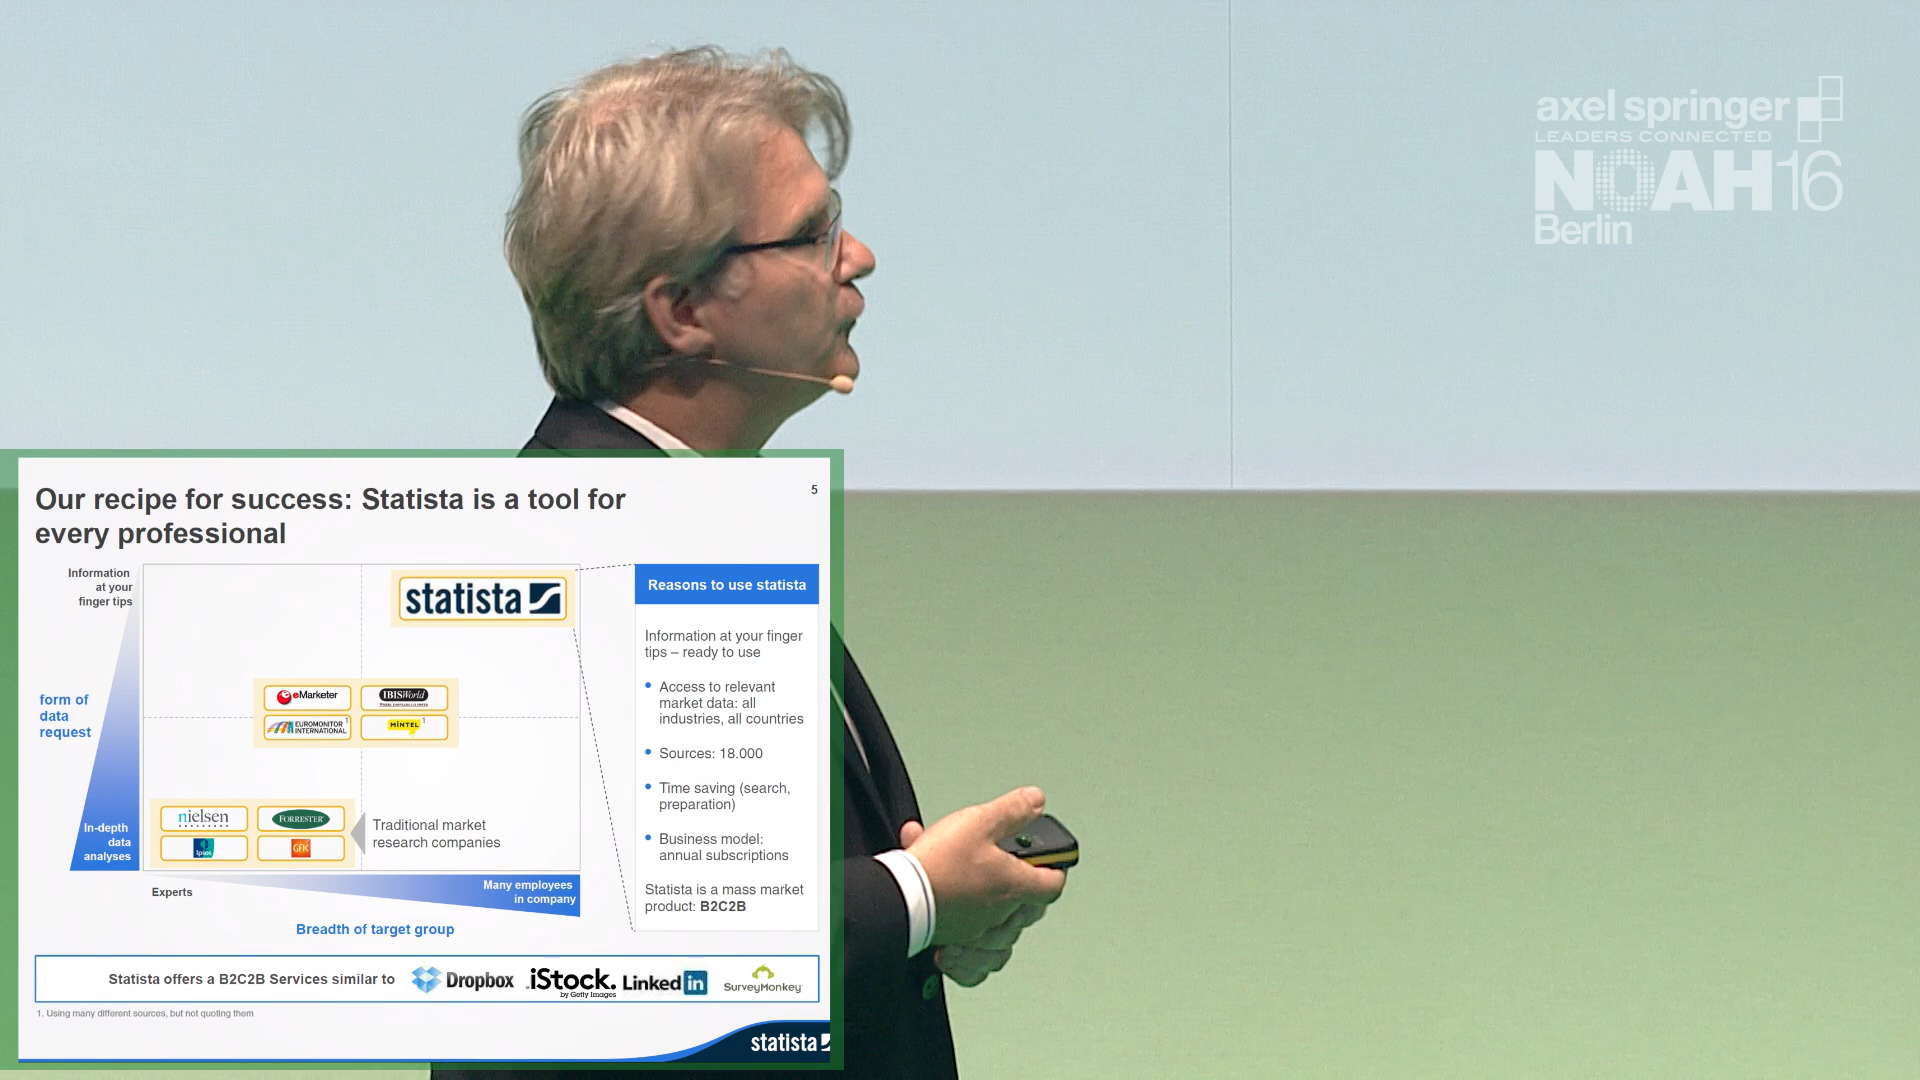 axel springer
LEADERS CONNECTED
NOAH16
Berlin
Our recipe for success: Statista is a tool for
every professional
5
Information
at your
finger tips
form of
data
request
In-depth
data
analyses
statista
eMarketer
IBISWorld
EUROMONITOR
INTERNATIONAL
1
MINTEL
1
nielsen
FORRESTER
Ipsos
GFK
Traditional market
research companies
Experts
Many employees
in company
Breadth of target group
Reasons to use statista
Information at your finger
tips – ready to use
• Access to relevant
market data: all
industries, all countries
• Sources: 18.000
• Time saving (search,
preparation)
• Business model:
annual subscriptions
Statista is a mass market
product: B2C2B
Statista offers a B2C2B Services similar to
Dropbox
iStock.
by Getty Images
Linked in
SurveyMonkey
1. Using many different sources, but not quoting them
statista